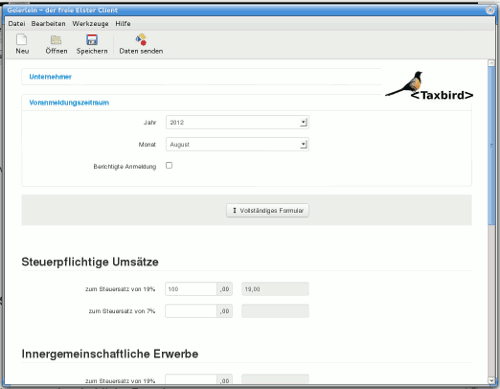 Geierlein – der freie Elster Client
Datei Bearbeiten Werkzeuge Hilfe
Neu Öffnen Speichern Daten senden
Unternehmer
<Taxbird>
Voranmeldungszeitraum
Jahr 2012
Monat August
Berichtigte Anmeldung
Vollständiges Formular
Steuerpflichtige Umsätze
zum Steuersatz von 19% 100 ,00 19,00
zum Steuersatz von 7% ,00
Innergemeinschaftliche Erwerbe
zum Steuersatz von 19% ,00